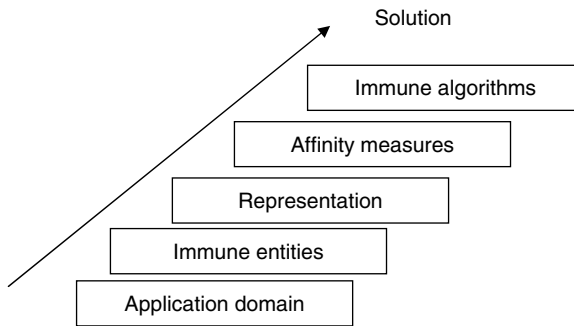 Solution
Immune algorithms
Affinity measures
Representation
Immune entities
Application domain